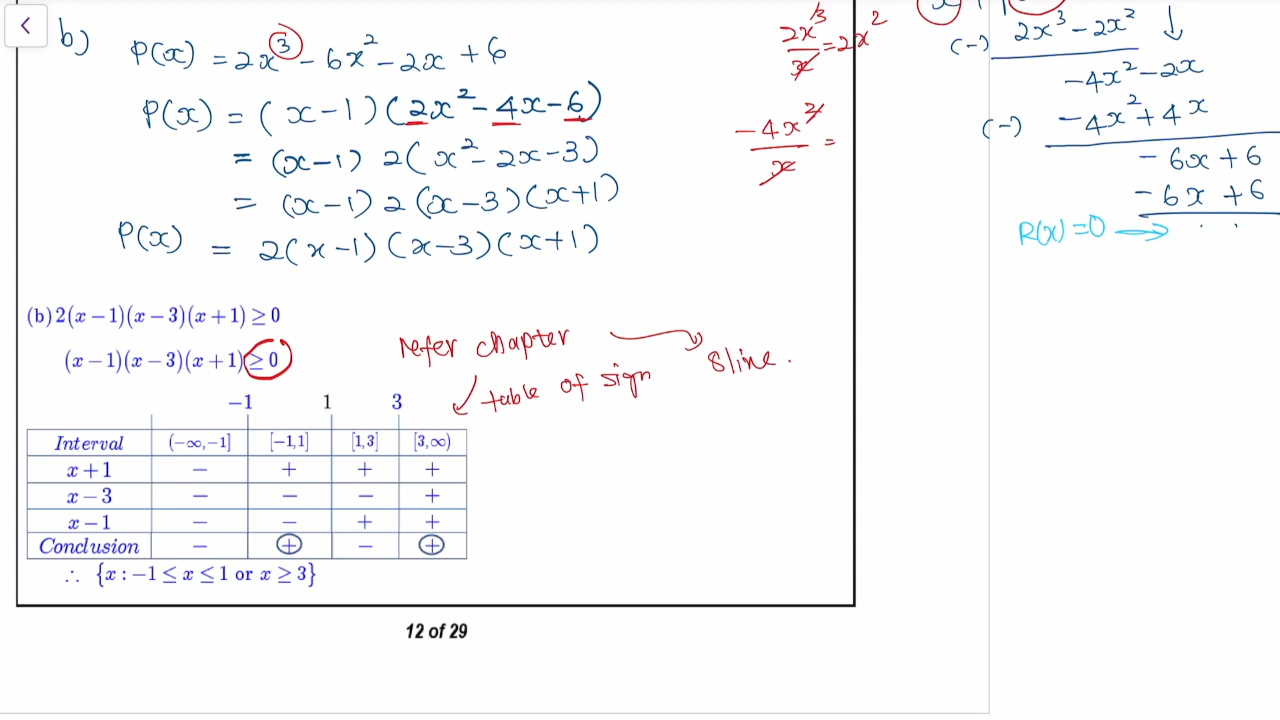 b) P(x) = 2x³ - 6x² - 2x + 6
P(x) = (x-1)(2x² - 4x - 6)
= (x-1) 2(x² - 2x - 3)
= (x-1) 2(x-3)(x+1)
P(x) = 2(x-1)(x-3)(x+1)
2x³/x = 2x²
-4x²/x =
(-) 2x³ - 2x² ↓
-4x² - 2x
(-) -4x² + 4x
-6x + 6
-6x + 6
R(x) = 0 → . .
(b) 2(x − 1)(x − 3)(x + 1) ≥ 0
(x − 1)(x − 3)(x + 1) ≥ 0
refer chapter → 8line.
table of sign
−1 1 3
Interval (−∞,−1] [−1,1] [1,3] [3,∞)
x + 1 − + + +
x − 3 − − − +
x − 1 − − + +
Conclusion − + − +
∴ {x : −1 ≤ x ≤ 1 or x ≥ 3}
12 of 29